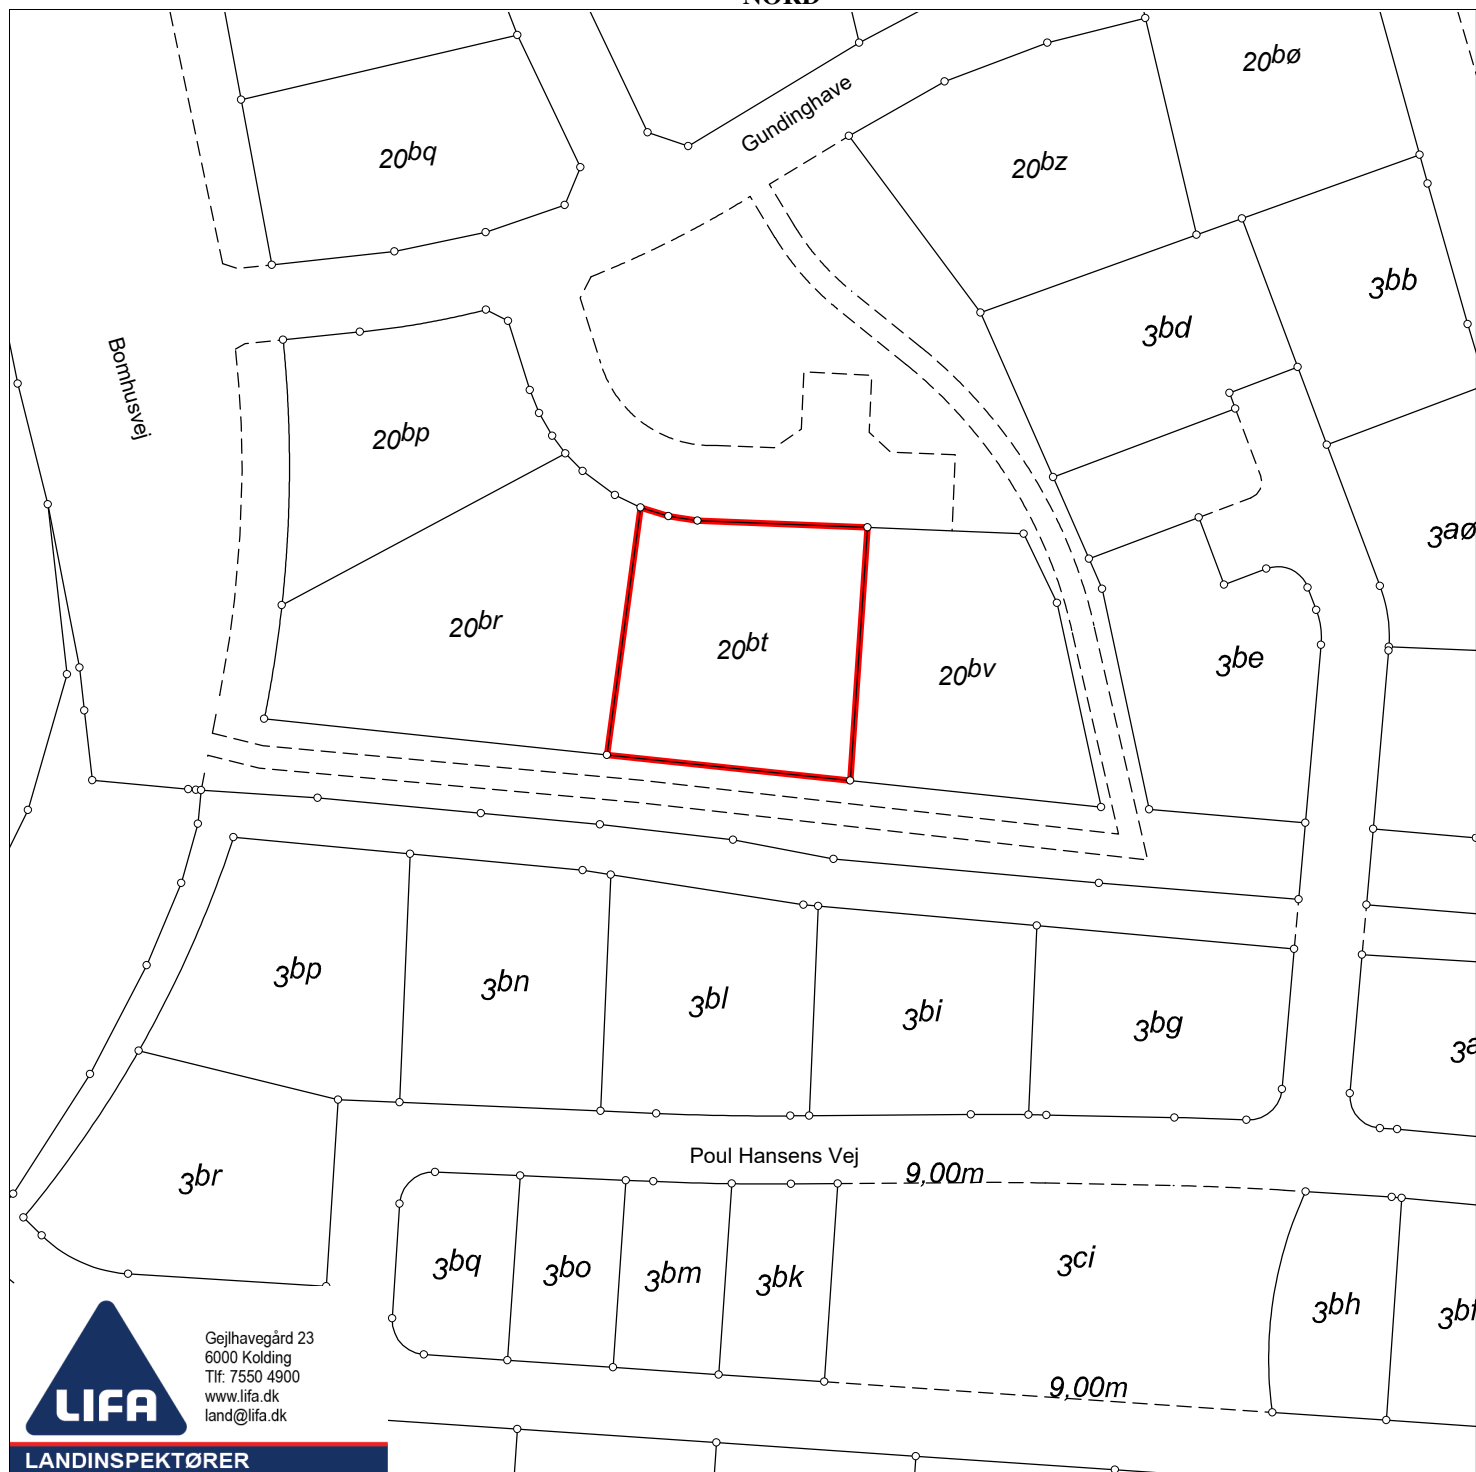 NORD
20bø
Gundinghave
20bq
20bz
3bb
3bd
Bomhusvej
20bp
3aø
20br
20bt
20bv
3be
3bp
3bn
3bl
3bi
3bg
3a
Poul Hansens Vej
9,00m
3br
3bq
3bo
3bm
3bk
3ci
3bh
3bf
9,00m
LIFA
Gejlhavegård 23
6000 Kolding
Tlf: 7550 4900
www.lifa.dk
land@lifa.dk
LANDINSPEKTØRER